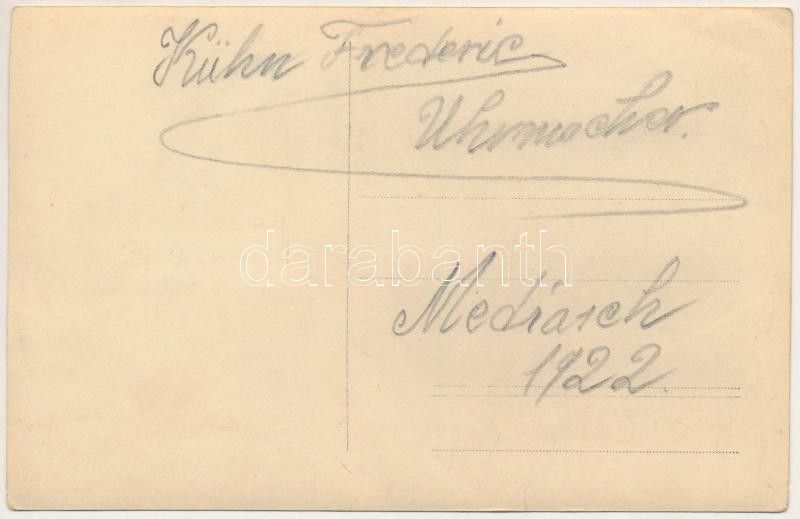 Kühn Frederic
Uhrmacher.
darabanth
Mediasch
1922.